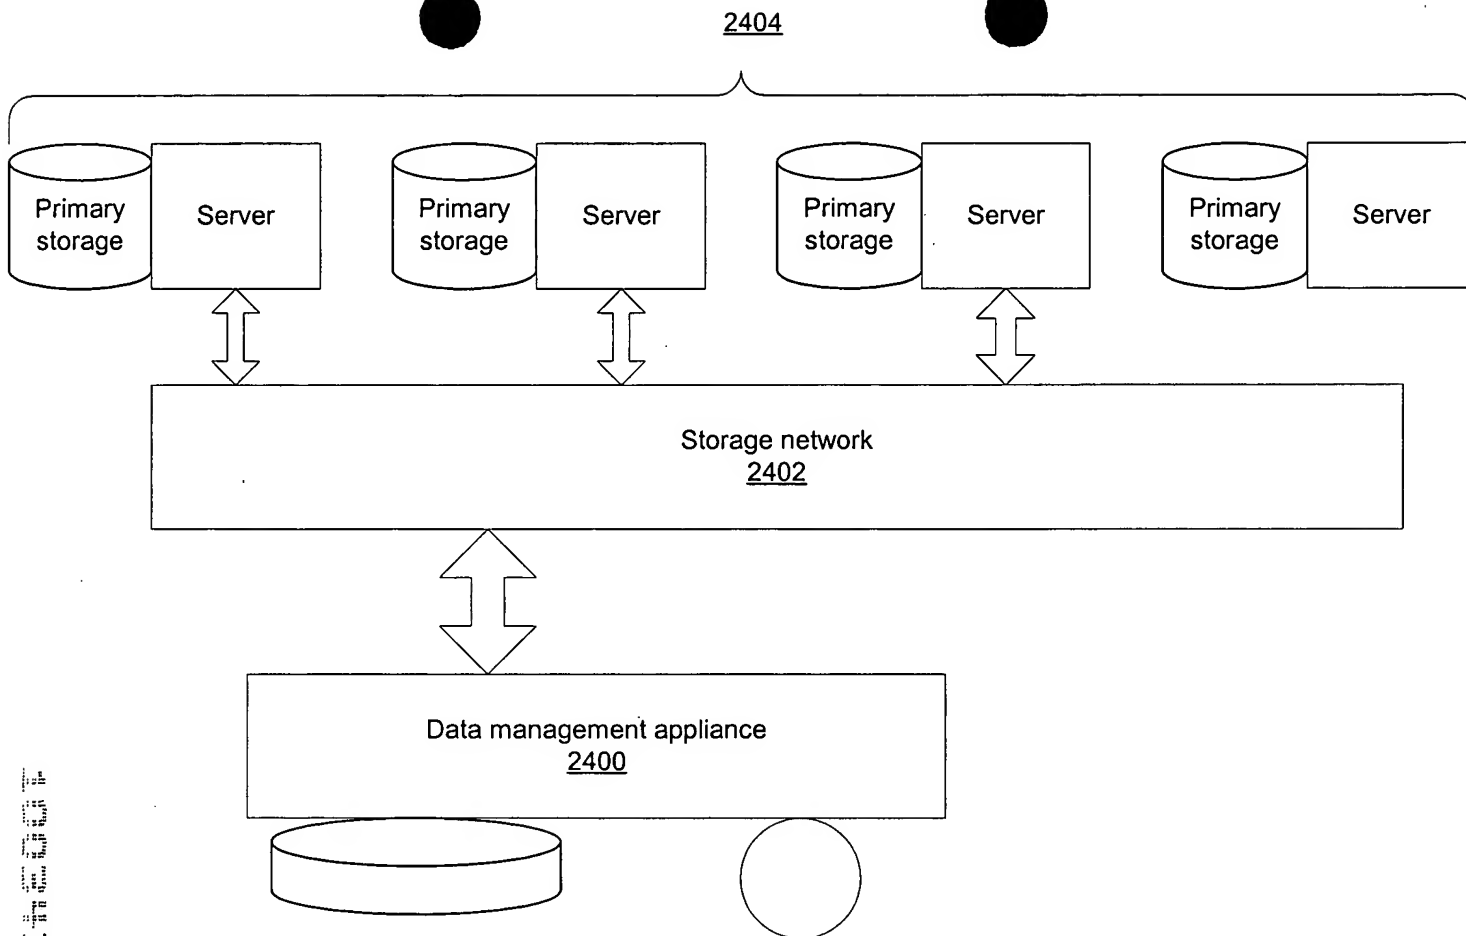 2404
Primary
storage
Server
Primary
storage
Server
Primary
storage
Server
Primary
storage
Server
Storage network
2402
Data management appliance
2400